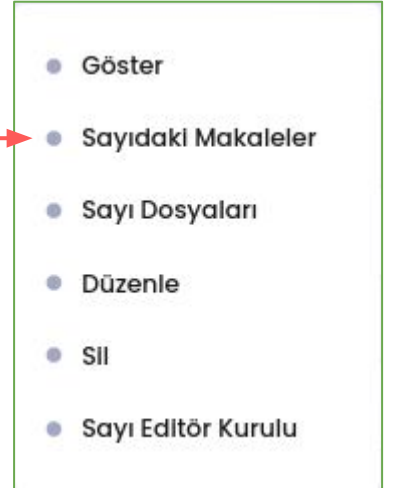 Göster
Sayıdaki Makaleler
Sayı Dosyaları
Düzenle
Sil
Sayı Editör Kurulu